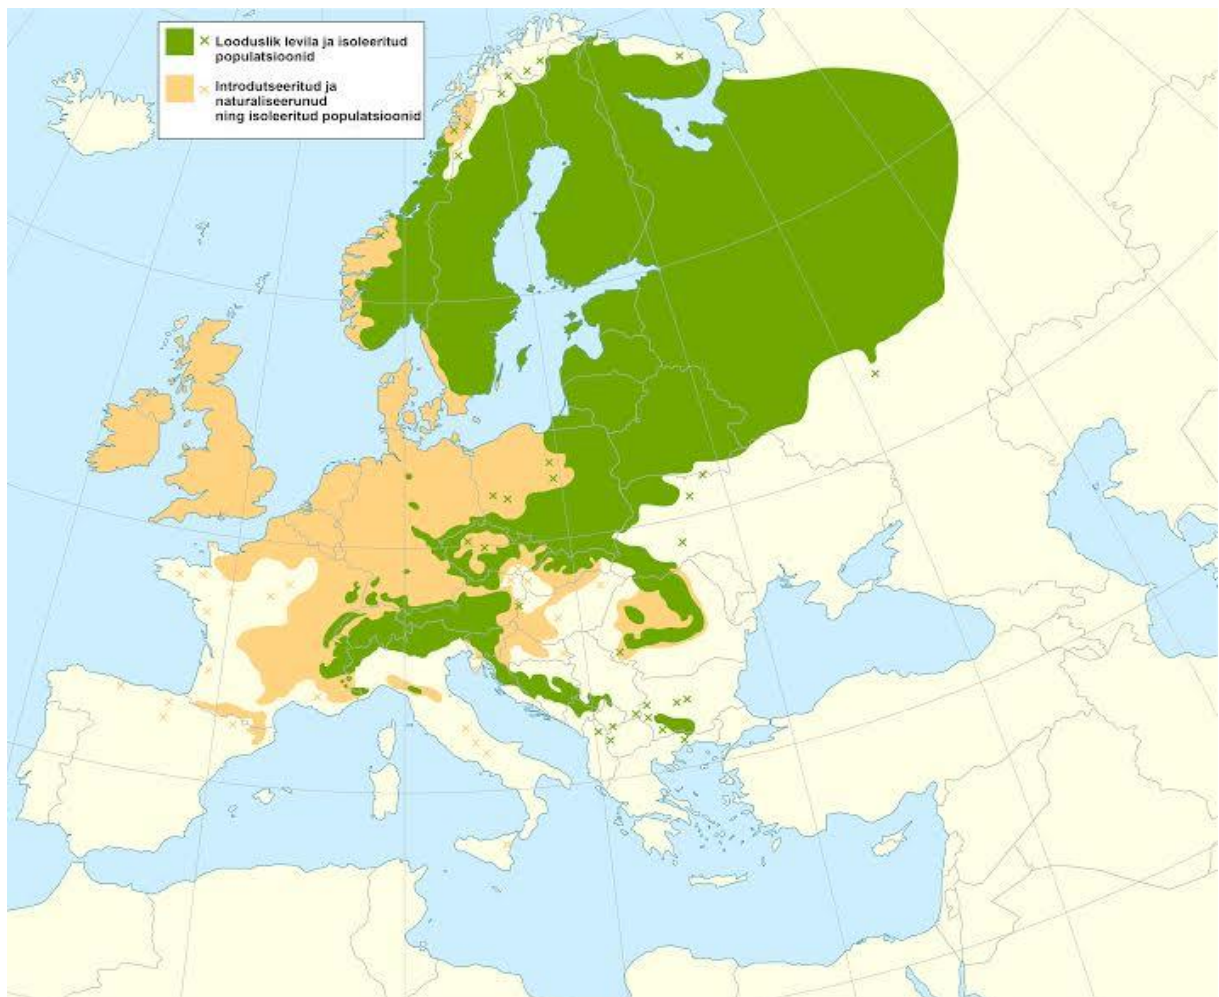 Looduslik levila ja isoleeritud
populatsioonid
Introdutseeritud ja
naturaliseerunud
ning isoleeritud populatsioonid